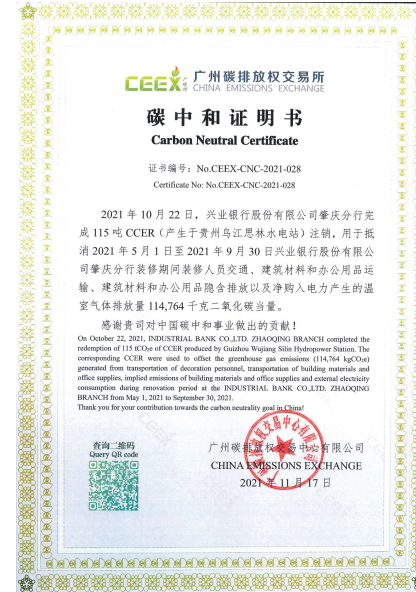 CEEX 广碳所 广州碳排放权交易所
CHINA EMISSIONS EXCHANGE
碳中和证明书
Carbon Neutral Certificate
证书编号：No.CEEX-CNC-2021-028
Certificate No: No.CEEX-CNC-2021-028
2021 年 10 月 22 日，兴业银行股份有限公司肇庆分行完
成 115 吨 CCER（产生于贵州乌江思林水电站）注销，用于抵
消 2021 年 5 月 1 日至 2021 年 9 月 30 日兴业银行股份有限公
司肇庆分行装修期间装修人员交通、建筑材料和办公用品运
输、建筑材料和办公用品隐含排放以及净购入电力产生的温
室气体排放量 114,764 千克二氧化碳当量。
感谢贵司对中国碳中和事业做出的贡献！
On October 22, 2021, INDUSTRIAL BANK CO.,LTD. ZHAOQING BRANCH completed the
redemption of 115 tCO₂e of CCER produced by Guizhou Wujiang Silin Hydropower Station. The
corresponding CCER were used to offset the greenhouse gas emissions (114,764 kgCO₂e)
generated from transportation of decoration personnel, transportation of building materials and
office supplies, implied emissions of building materials and office supplies and external electricity
consumption during renovation period at the INDUSTRIAL BANK CO.,LTD. ZHAOQING
BRANCH from May 1, 2021 to September 30, 2021.
Thank you for your contribution towards the carbon neutrality goal in China!
查询二维码
Query QR code
广州碳排放权交易中心有限公司
CHINA EMISSIONS EXCHANGE
2021 年 11 月 17 日